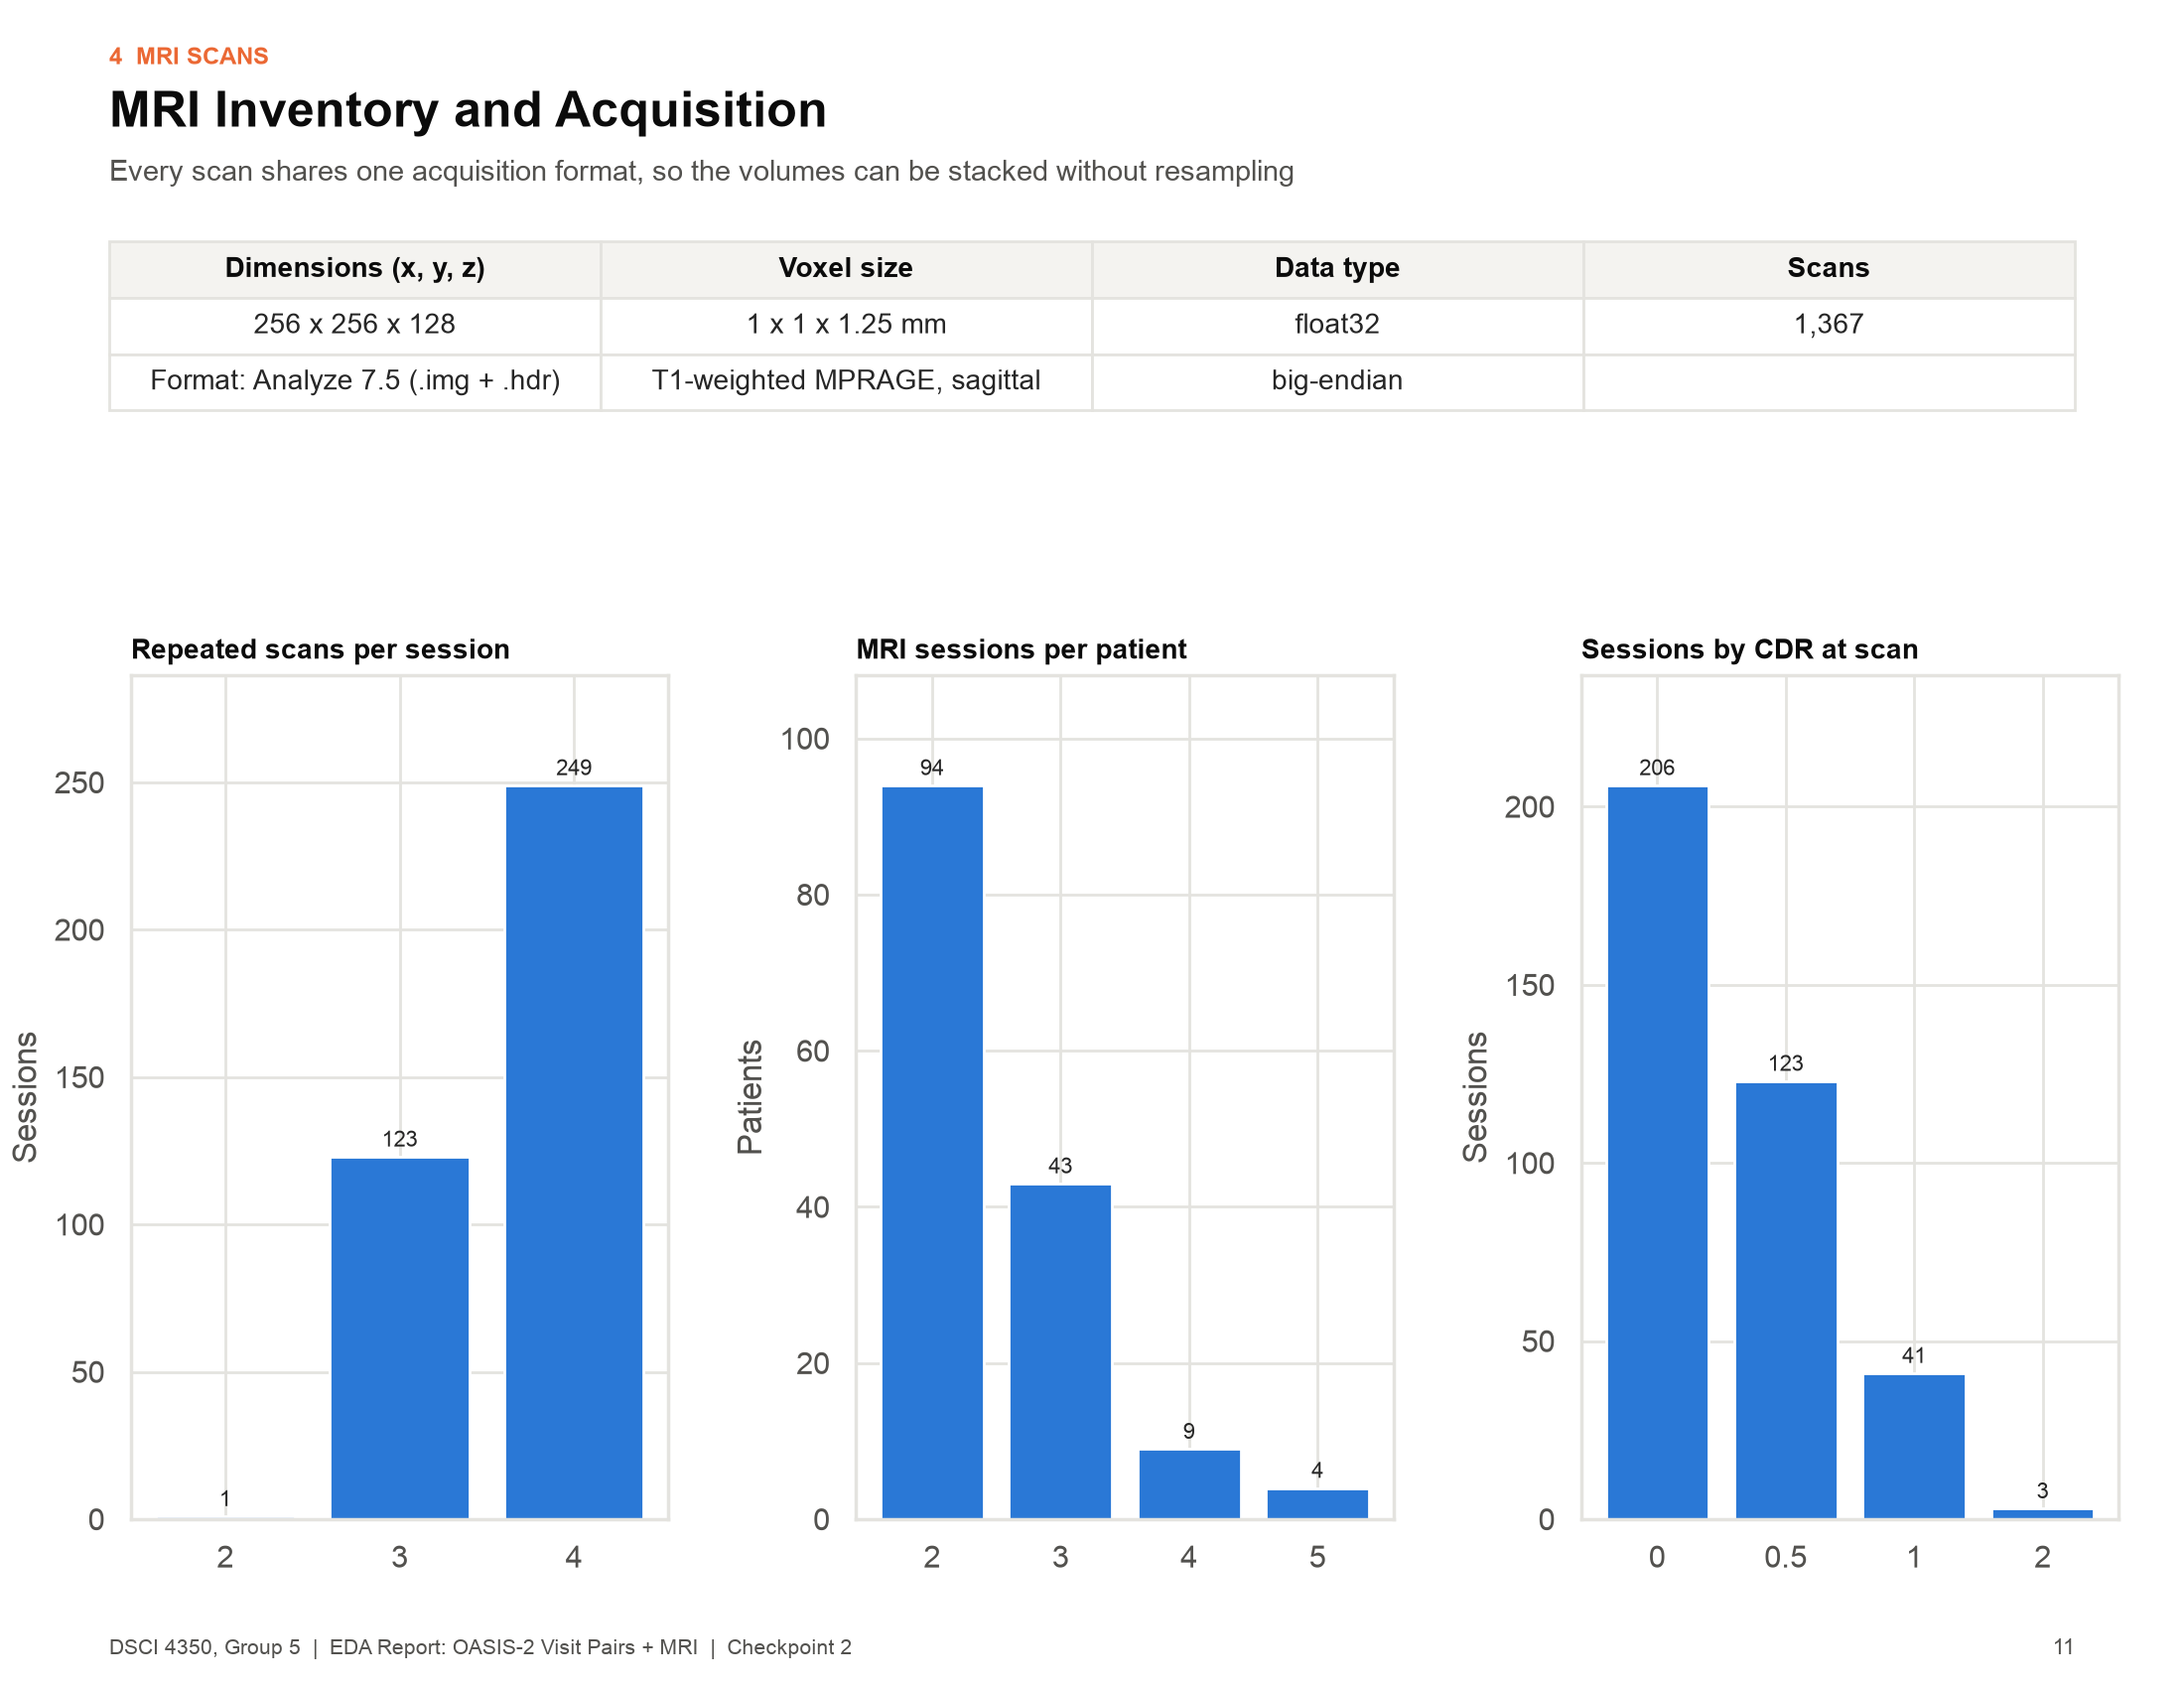 4 MRI SCANS
MRI Inventory and Acquisition
Every scan shares one acquisition format, so the volumes can be stacked without resampling
Dimensions (x, y, z) Voxel size Data type Scans
256 x 256 x 128 1 x 1 x 1.25 mm float32 1,367
Format: Analyze 7.5 (.img + .hdr) T1-weighted MPRAGE, sagittal big-endian
Repeated scans per session
Sessions
250
200
150
100
50
0
1
123
249
2 3 4
MRI sessions per patient
Patients
100
80
60
40
20
0
94
43
9
4
2 3 4 5
Sessions by CDR at scan
Sessions
200
150
100
50
0
206
123
41
3
0 0.5 1 2
DSCI 4350, Group 5 | EDA Report: OASIS-2 Visit Pairs + MRI | Checkpoint 2
11